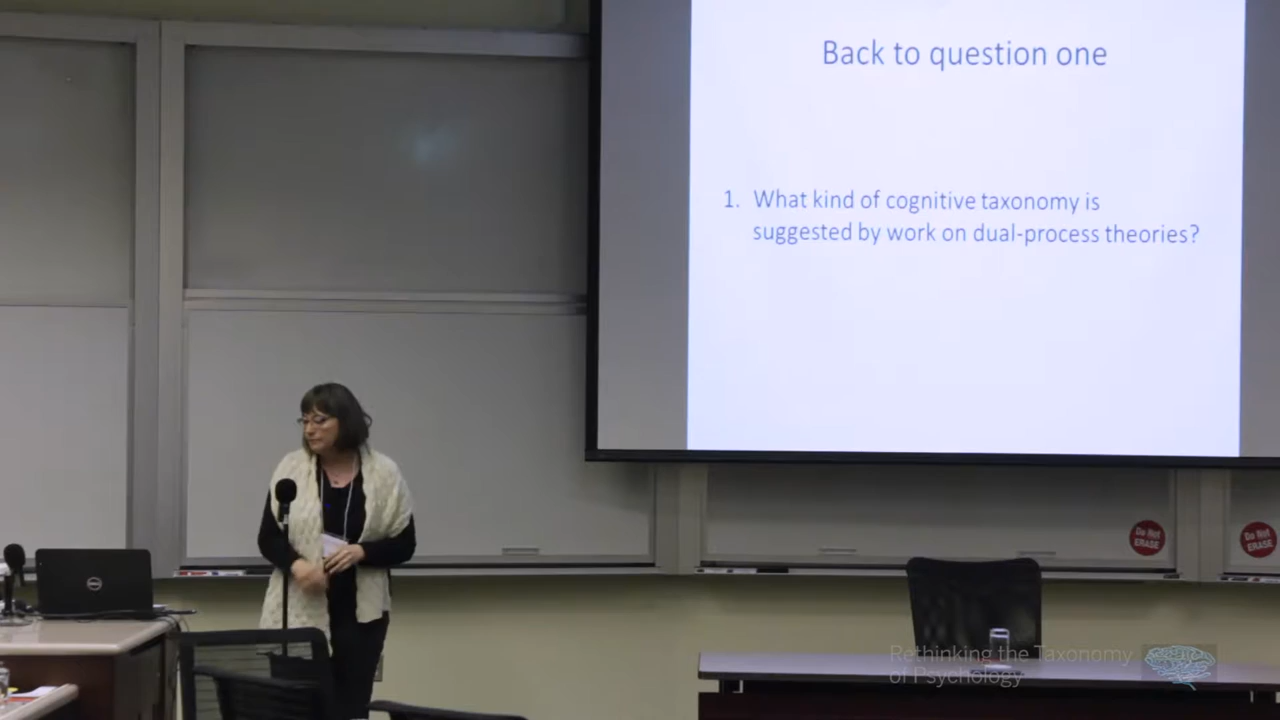 Back to question one
1. What kind of cognitive taxonomy is
suggested by work on dual-process theories?
Do Not
ERASE
Do Not
ERASE
DELL
Rethinking the Taxonomy
of Psychology